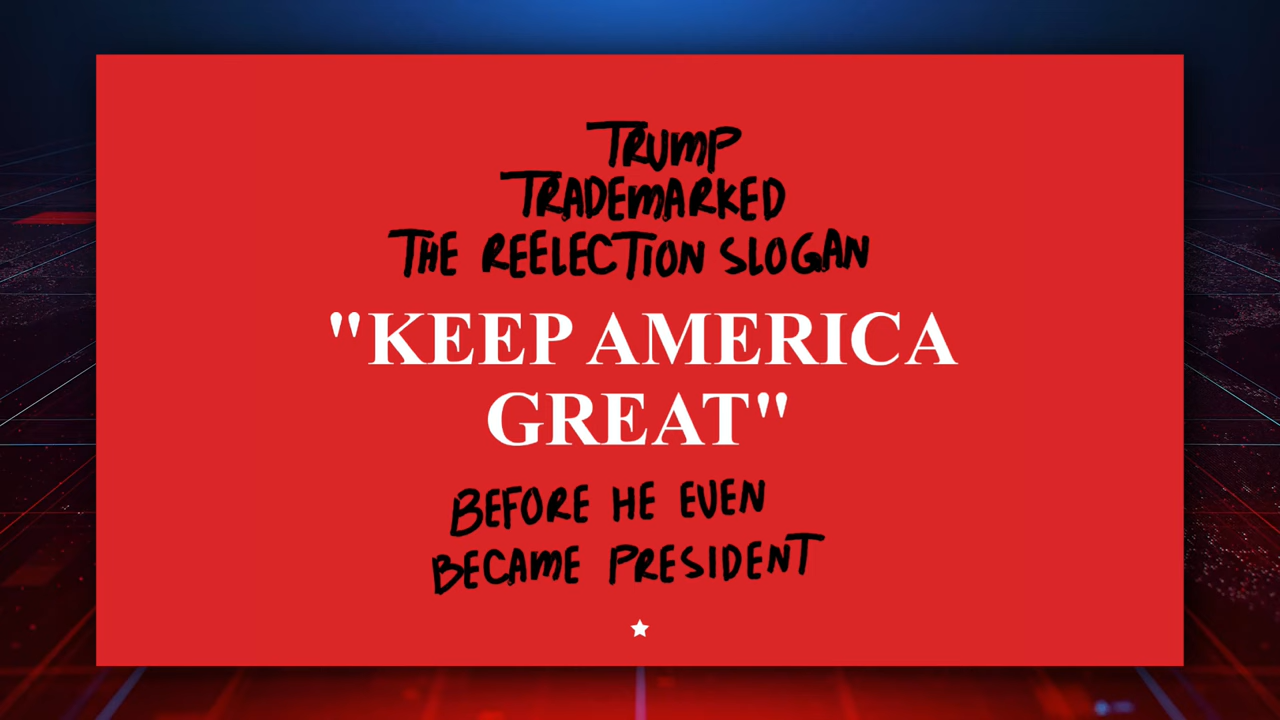 TRUMP
TRADEMARKED
THE REELECTION SLOGAN
"KEEP AMERICA
GREAT"
BEFORE HE EVEN
BECAME PRESIDENT